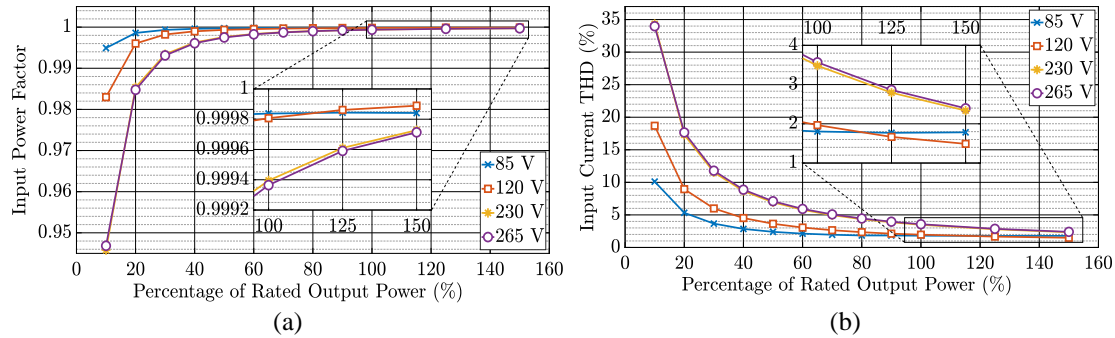 1
0.99
0.98
0.97
0.96
0.95
Input Power Factor
0 20 40 60 80 100 120 140 160
Percentage of Rated Output Power (%)
1
0.9998
0.9996
0.9994
0.9992
100 125 150
85 V
120 V
230 V
265 V
(a)
35
30
25
20
15
10
5
0
Input Current THD (%)
0 20 40 60 80 100 120 140 160
Percentage of Rated Output Power (%)
100 125 150
4
3
2
1
85 V
120 V
230 V
265 V
(b)